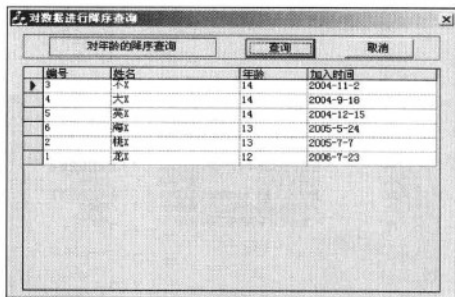 对数据进行降序查询
对年龄的降序查询 查询 取消
编号 姓名 年龄 加入时间
3 不X 14 2004-11-2
4 大X 14 2004-9-18
5 英X 14 2004-12-15
6 海X 13 2005-5-24
2 桃X 13 2005-7-7
1 龙X 12 2006-7-23